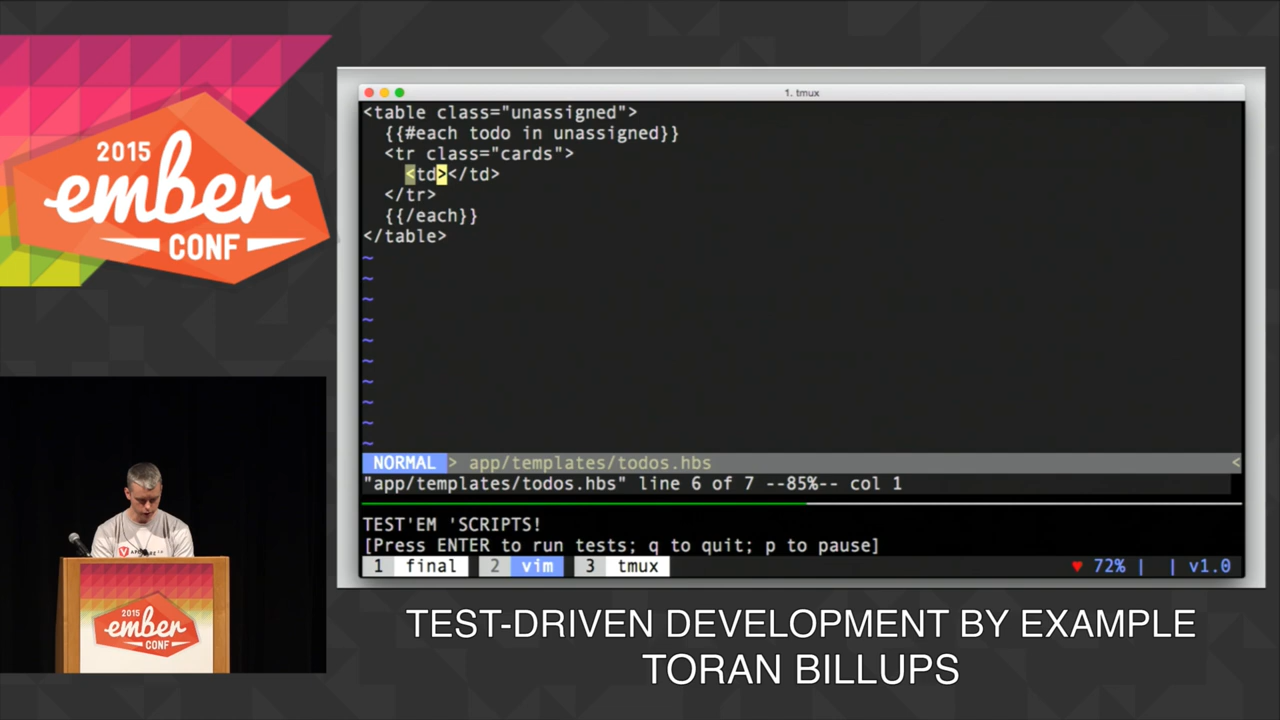 2015
ember
CONF
1. tmux
<table class="unassigned">
  {{#each todo in unassigned}}
  <tr class="cards">
    <td></td>
  </tr>
  {{/each}}
</table>
~
~
~
~
~
~
~
~
~
~
NORMAL > app/templates/todos.hbs <
"app/templates/todos.hbs" line 6 of 7 --85%-- col 1
TEST'EM 'SCRIPTS!
[Press ENTER to run tests; q to quit; p to pause]
1 final 2 vim 3 tmux ♥ 72% | | v1.0
2015
ember
CONF
TEST-DRIVEN DEVELOPMENT BY EXAMPLE
TORAN BILLUPS